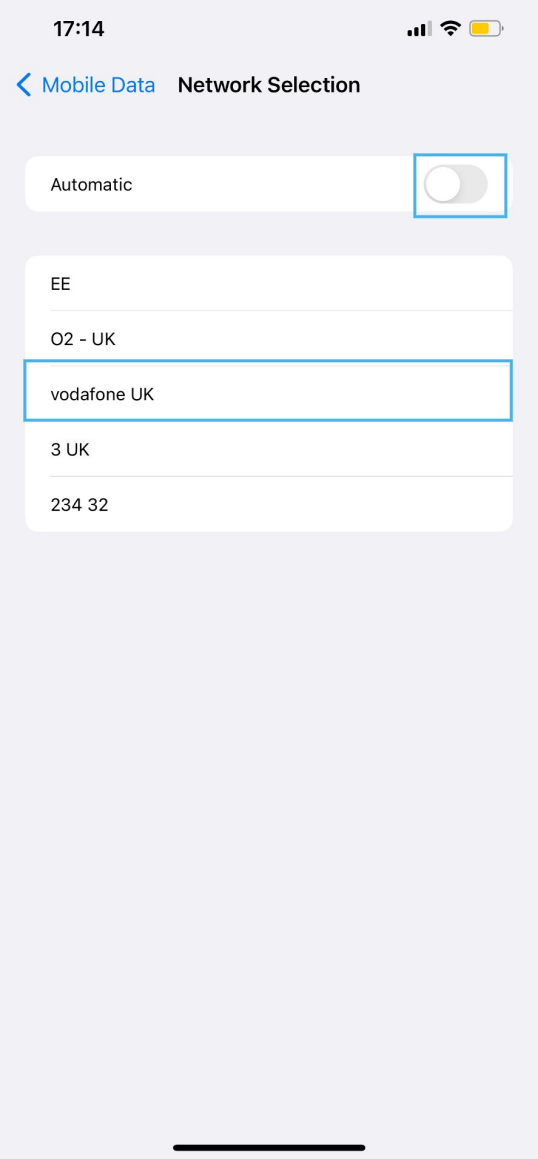 17:14
Mobile Data Network Selection
Automatic
EE
O2 - UK
vodafone UK
3 UK
234 32